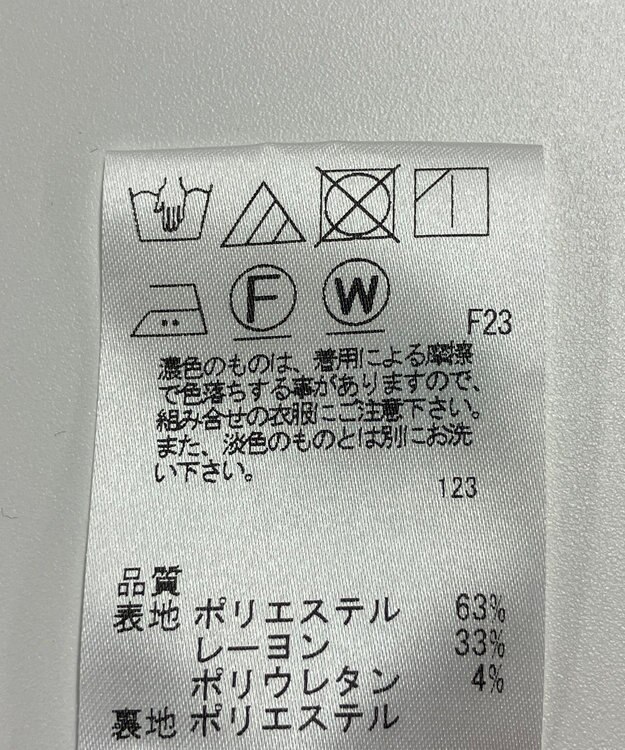 F W
F23
濃色のものは、着用による摩擦
で色落ちする事がありますので、
組み合せの衣服にご注意下さい。
また、淡色のものとは別にお洗
い下さい。
123
品質
表地 ポリエステル 63%
レーヨン 33%
ポリウレタン 4%
裏地 ポリエステル